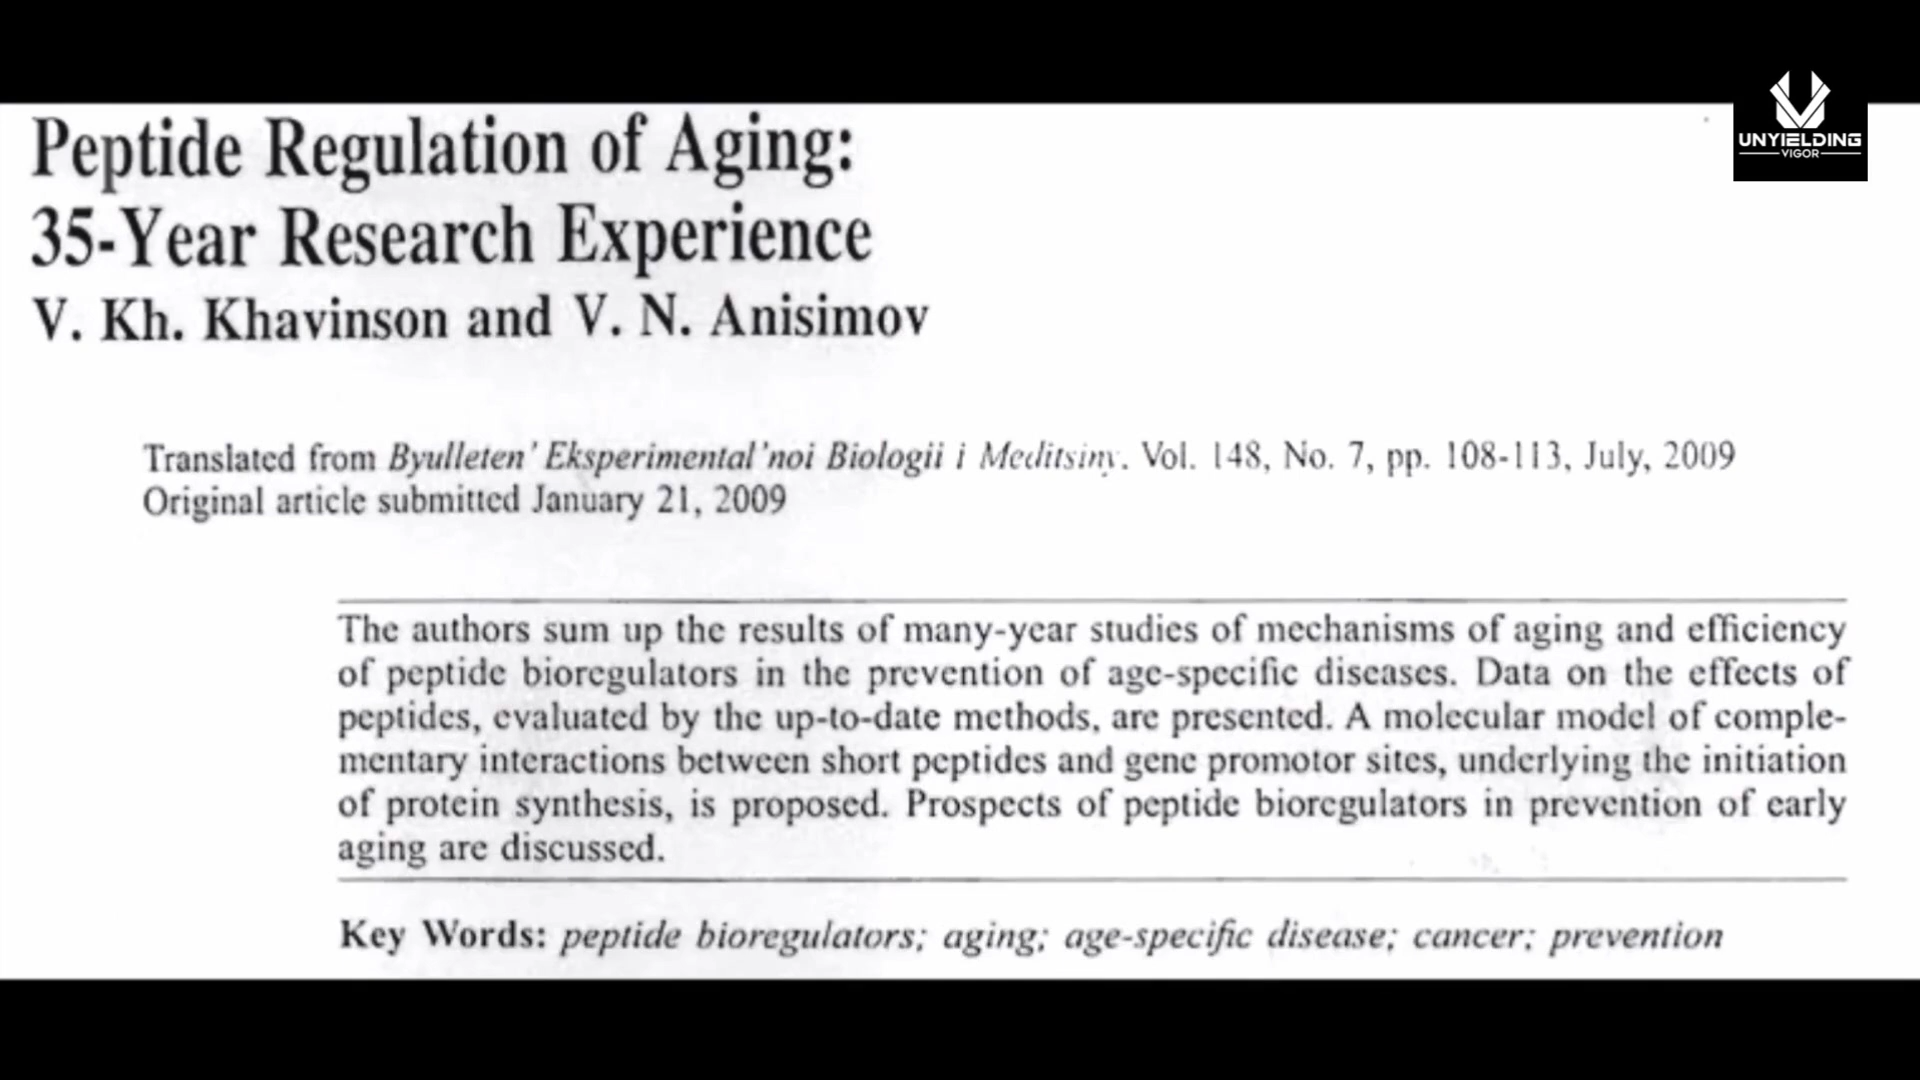 UNYIELDING
VIGOR
Peptide Regulation of Aging:
35-Year Research Experience
V. Kh. Khavinson and V. N. Anisimov
Translated from Byulleten’ Eksperimental’noi Biologii i Meditsiny. Vol. 148, No. 7, pp. 108-113, July, 2009
Original article submitted January 21, 2009
The authors sum up the results of many-year studies of mechanisms of aging and efficiency
of peptide bioregulators in the prevention of age-specific diseases. Data on the effects of
peptides, evaluated by the up-to-date methods, are presented. A molecular model of comple-
mentary interactions between short peptides and gene promotor sites, underlying the initiation
of protein synthesis, is proposed. Prospects of peptide bioregulators in prevention of early
aging are discussed.
Key Words: peptide bioregulators; aging; age-specific disease; cancer; prevention